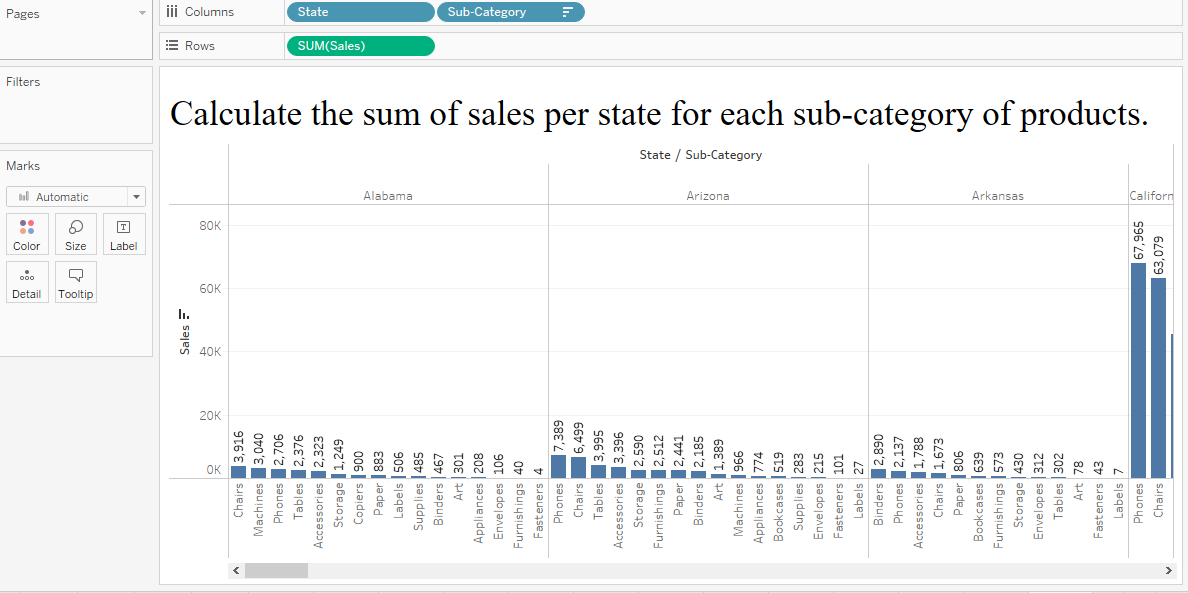 Pages
Columns
State
Sub-Category
Rows
SUM(Sales)
Filters
Marks
Automatic
Color
Size
Label
Detail
Tooltip
Calculate the sum of sales per state for each sub-category of products.
State / Sub-Category
Alabama
Arizona
Arkansas
Californ
Sales
80K
60K
40K
20K
0K
3,916
3,040
2,706
2,376
2,323
1,249
900
883
506
485
467
301
208
106
40
4
7,389
6,499
3,995
3,396
2,590
2,512
2,441
2,185
1,389
966
774
519
283
215
101
27
2,890
2,137
1,788
1,673
806
639
573
430
312
302
78
43
7
67,965
63,079
Chairs
Machines
Phones
Tables
Accessories
Storage
Copiers
Paper
Labels
Supplies
Binders
Art
Appliances
Envelopes
Furnishings
Fasteners
Phones
Chairs
Tables
Accessories
Storage
Furnishings
Paper
Binders
Art
Machines
Appliances
Bookcases
Supplies
Envelopes
Fasteners
Labels
Binders
Phones
Accessories
Chairs
Paper
Bookcases
Furnishings
Storage
Envelopes
Tables
Art
Fasteners
Labels
Phones
Chairs